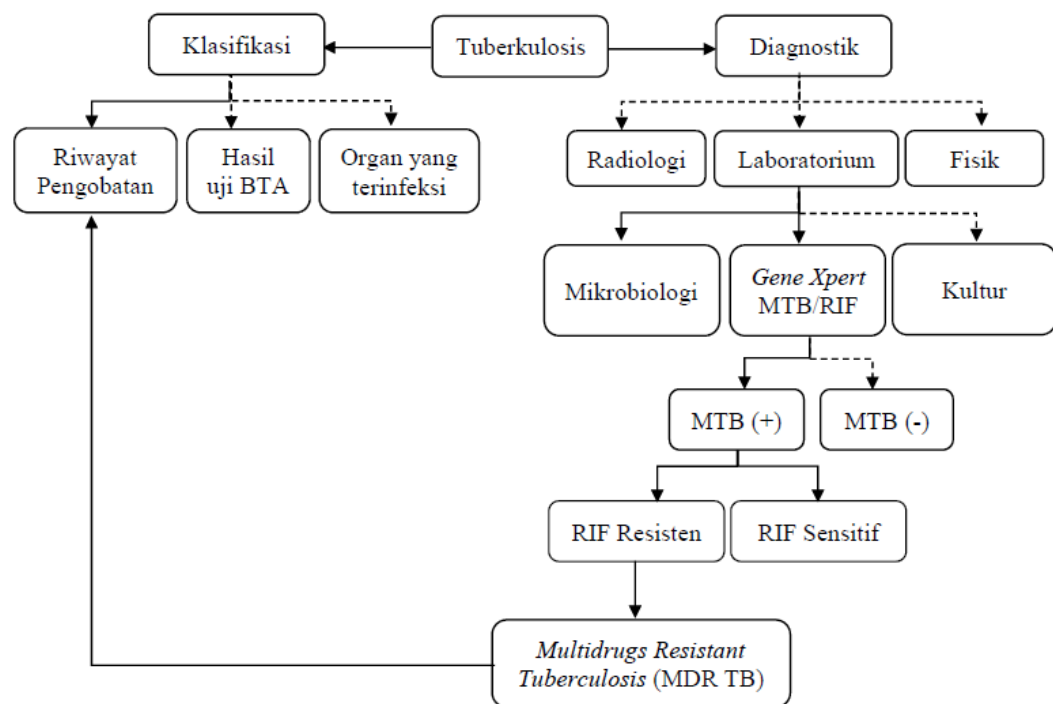 Klasifikasi
Tuberkulosis
Diagnostik
Riwayat
Pengobatan
Hasil
uji BTA
Organ yang
terinfeksi
Radiologi
Laboratorium
Fisik
Mikrobiologi
Gene Xpert
MTB/RIF
Kultur
MTB (+)
MTB (-)
RIF Resisten
RIF Sensitif
Multidrugs Resistant
Tuberculosis (MDR TB)